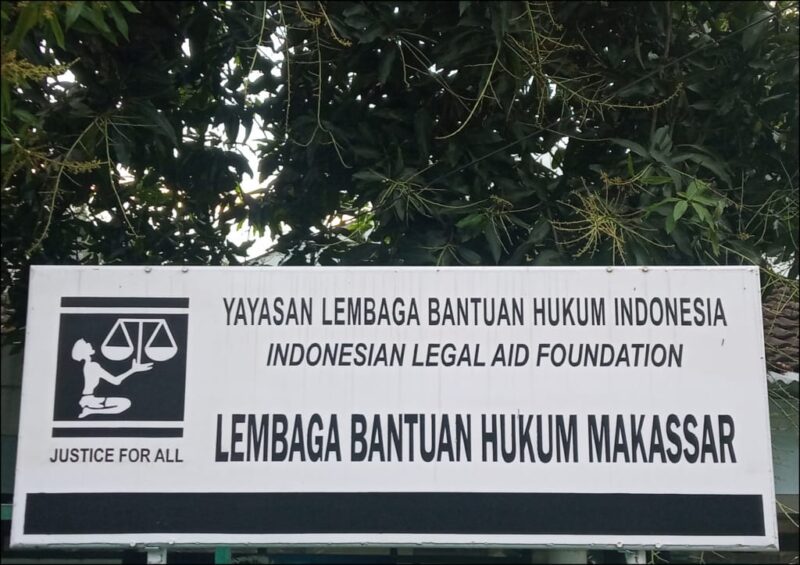 YAYASAN LEMBAGA BANTUAN HUKUM INDONESIA
INDONESIAN LEGAL AID FOUNDATION
LEMBAGA BANTUAN HUKUM MAKASSAR
JUSTICE FOR ALL